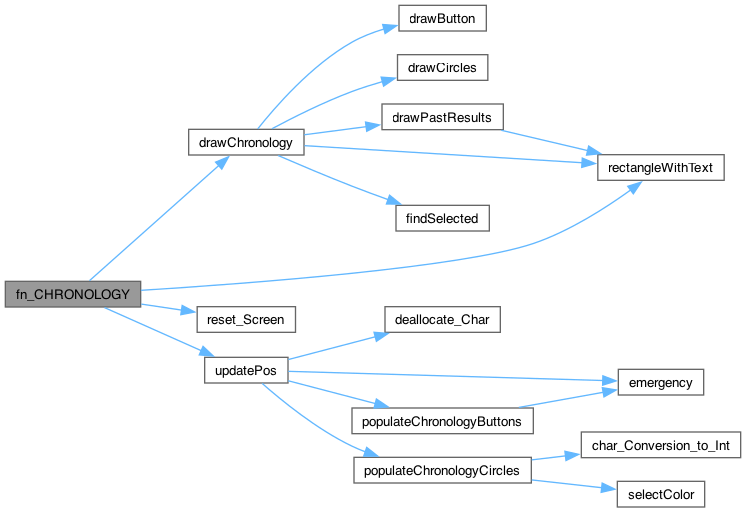 drawButton
drawCircles
drawPastResults
drawChronology
rectangleWithText
findSelected
fn_CHRONOLOGY
reset_Screen
deallocate_Char
updatePos
emergency
populateChronologyButtons
char_Conversion_to_Int
populateChronologyCircles
selectColor